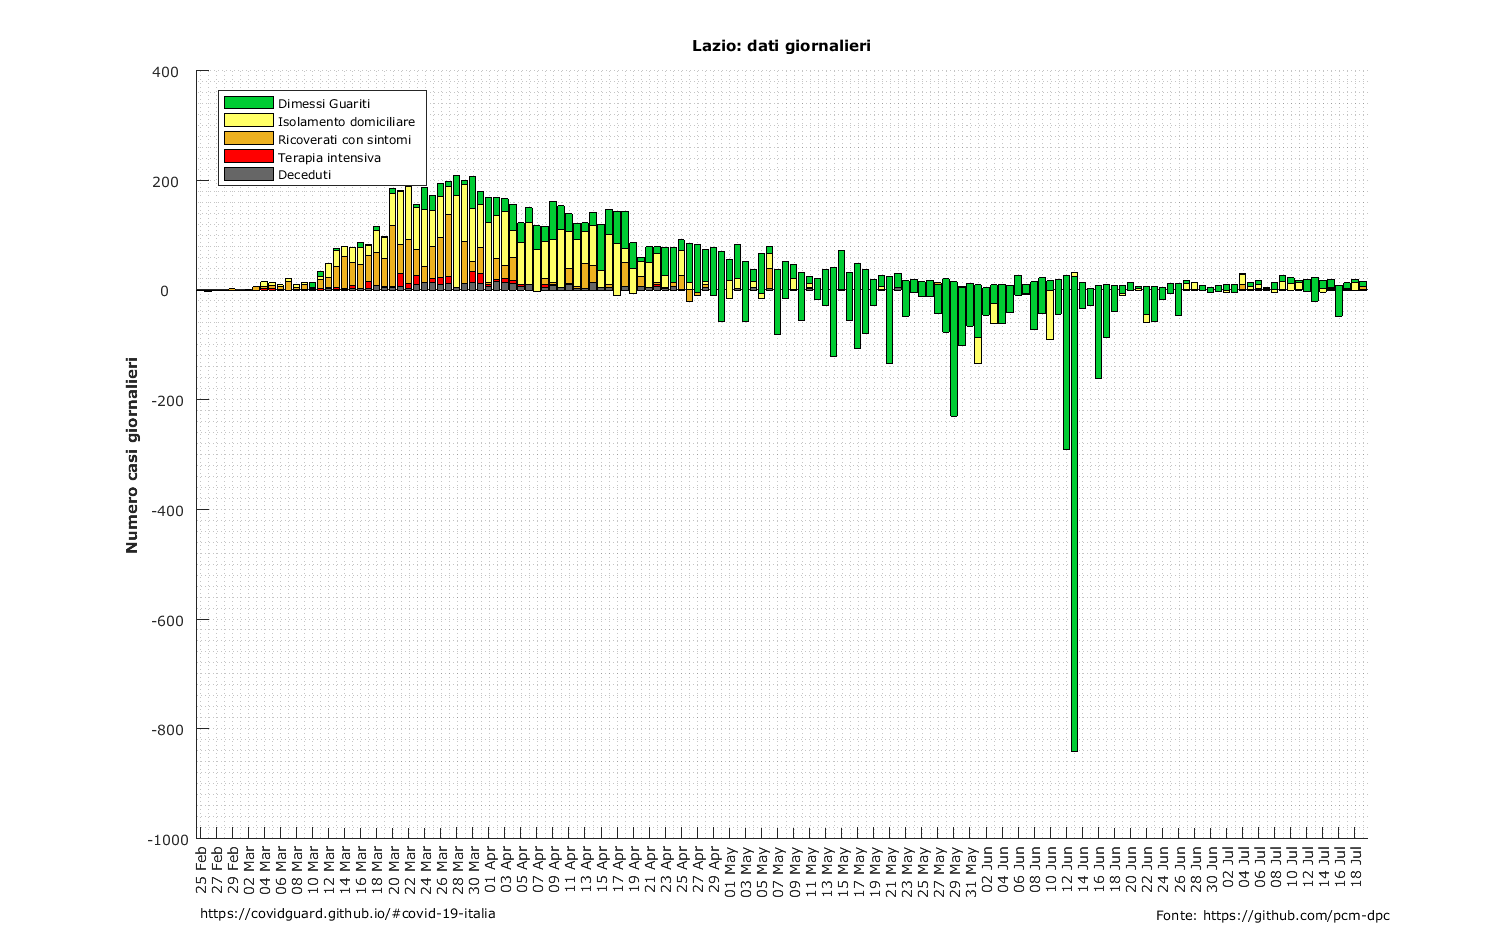 Lazio: dati giornalieri
400
200
0
-200
-400
-600
-800
-1000
Numero casi giornalieri
Dimessi Guariti
Isolamento domiciliare
Ricoverati con sintomi
Terapia intensiva
Deceduti
25 Feb
27 Feb
29 Feb
02 Mar
04 Mar
06 Mar
08 Mar
10 Mar
12 Mar
14 Mar
16 Mar
18 Mar
20 Mar
22 Mar
24 Mar
26 Mar
28 Mar
30 Mar
01 Apr
03 Apr
05 Apr
07 Apr
09 Apr
11 Apr
13 Apr
15 Apr
17 Apr
19 Apr
21 Apr
23 Apr
25 Apr
27 Apr
29 Apr
01 May
03 May
05 May
07 May
09 May
11 May
13 May
15 May
17 May
19 May
21 May
23 May
25 May
27 May
29 May
31 May
02 Jun
04 Jun
06 Jun
08 Jun
10 Jun
12 Jun
14 Jun
16 Jun
18 Jun
20 Jun
22 Jun
24 Jun
26 Jun
28 Jun
30 Jun
02 Jul
04 Jul
06 Jul
08 Jul
10 Jul
12 Jul
14 Jul
16 Jul
18 Jul
https://covidguard.github.io/#covid-19-italia
Fonte: https://github.com/pcm-dpc